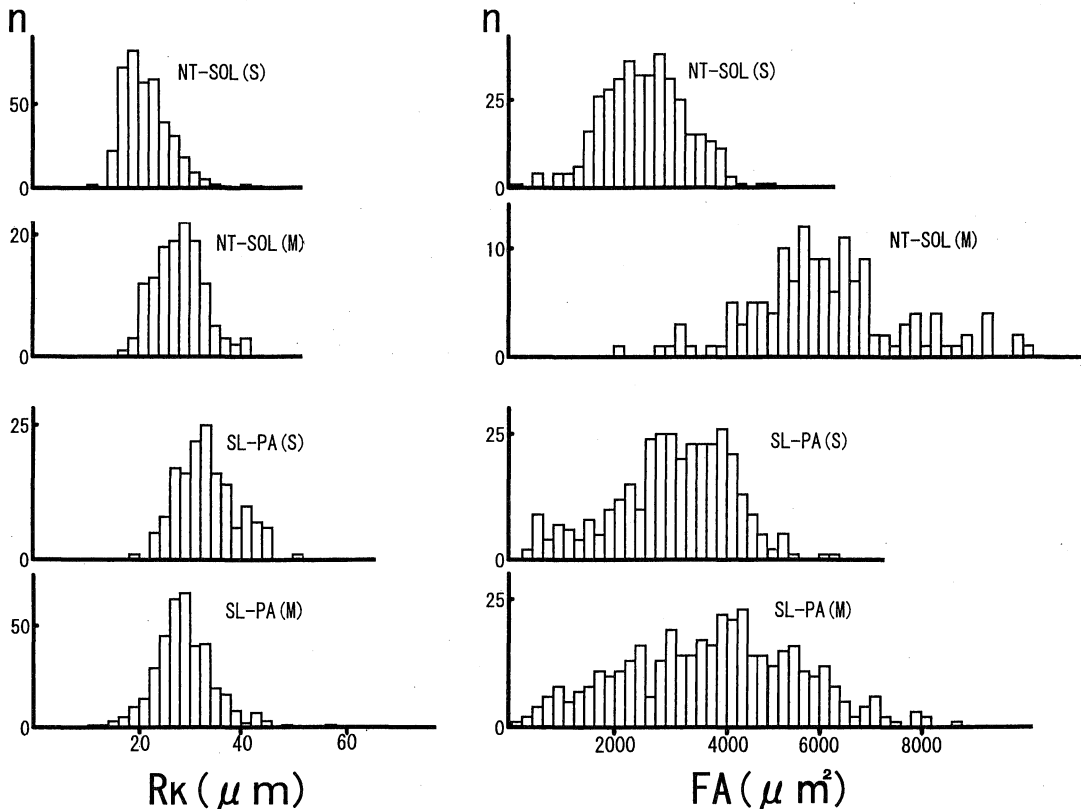 n
NT-SOL(S)
50
0
NT-SOL(M)
20
0
SL-PA(S)
25
0
SL-PA(M)
50
0
20 40 60
Rκ(μm)
n
NT-SOL(S)
25
0
NT-SOL(M)
10
0
SL-PA(S)
25
0
SL-PA(M)
25
0
2000 4000 6000 8000
FA(μm²)